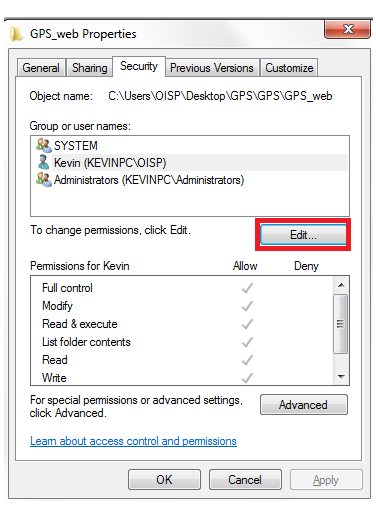 GPS_web Properties
General Sharing Security Previous Versions Customize
Object name: C:\Users\OISP\Desktop\GPS\GPS\GPS_web
Group or user names:
SYSTEM
Kevin (KEVINPC\OISP)
Administrators (KEVINPC\Administrators)
To change permissions, click Edit.
Edit...
Permissions for Kevin Allow Deny
Full control
Modify
Read & execute
List folder contents
Read
Write
For special permissions or advanced settings,
click Advanced.
Advanced
Learn about access control and permissions
OK Cancel Apply